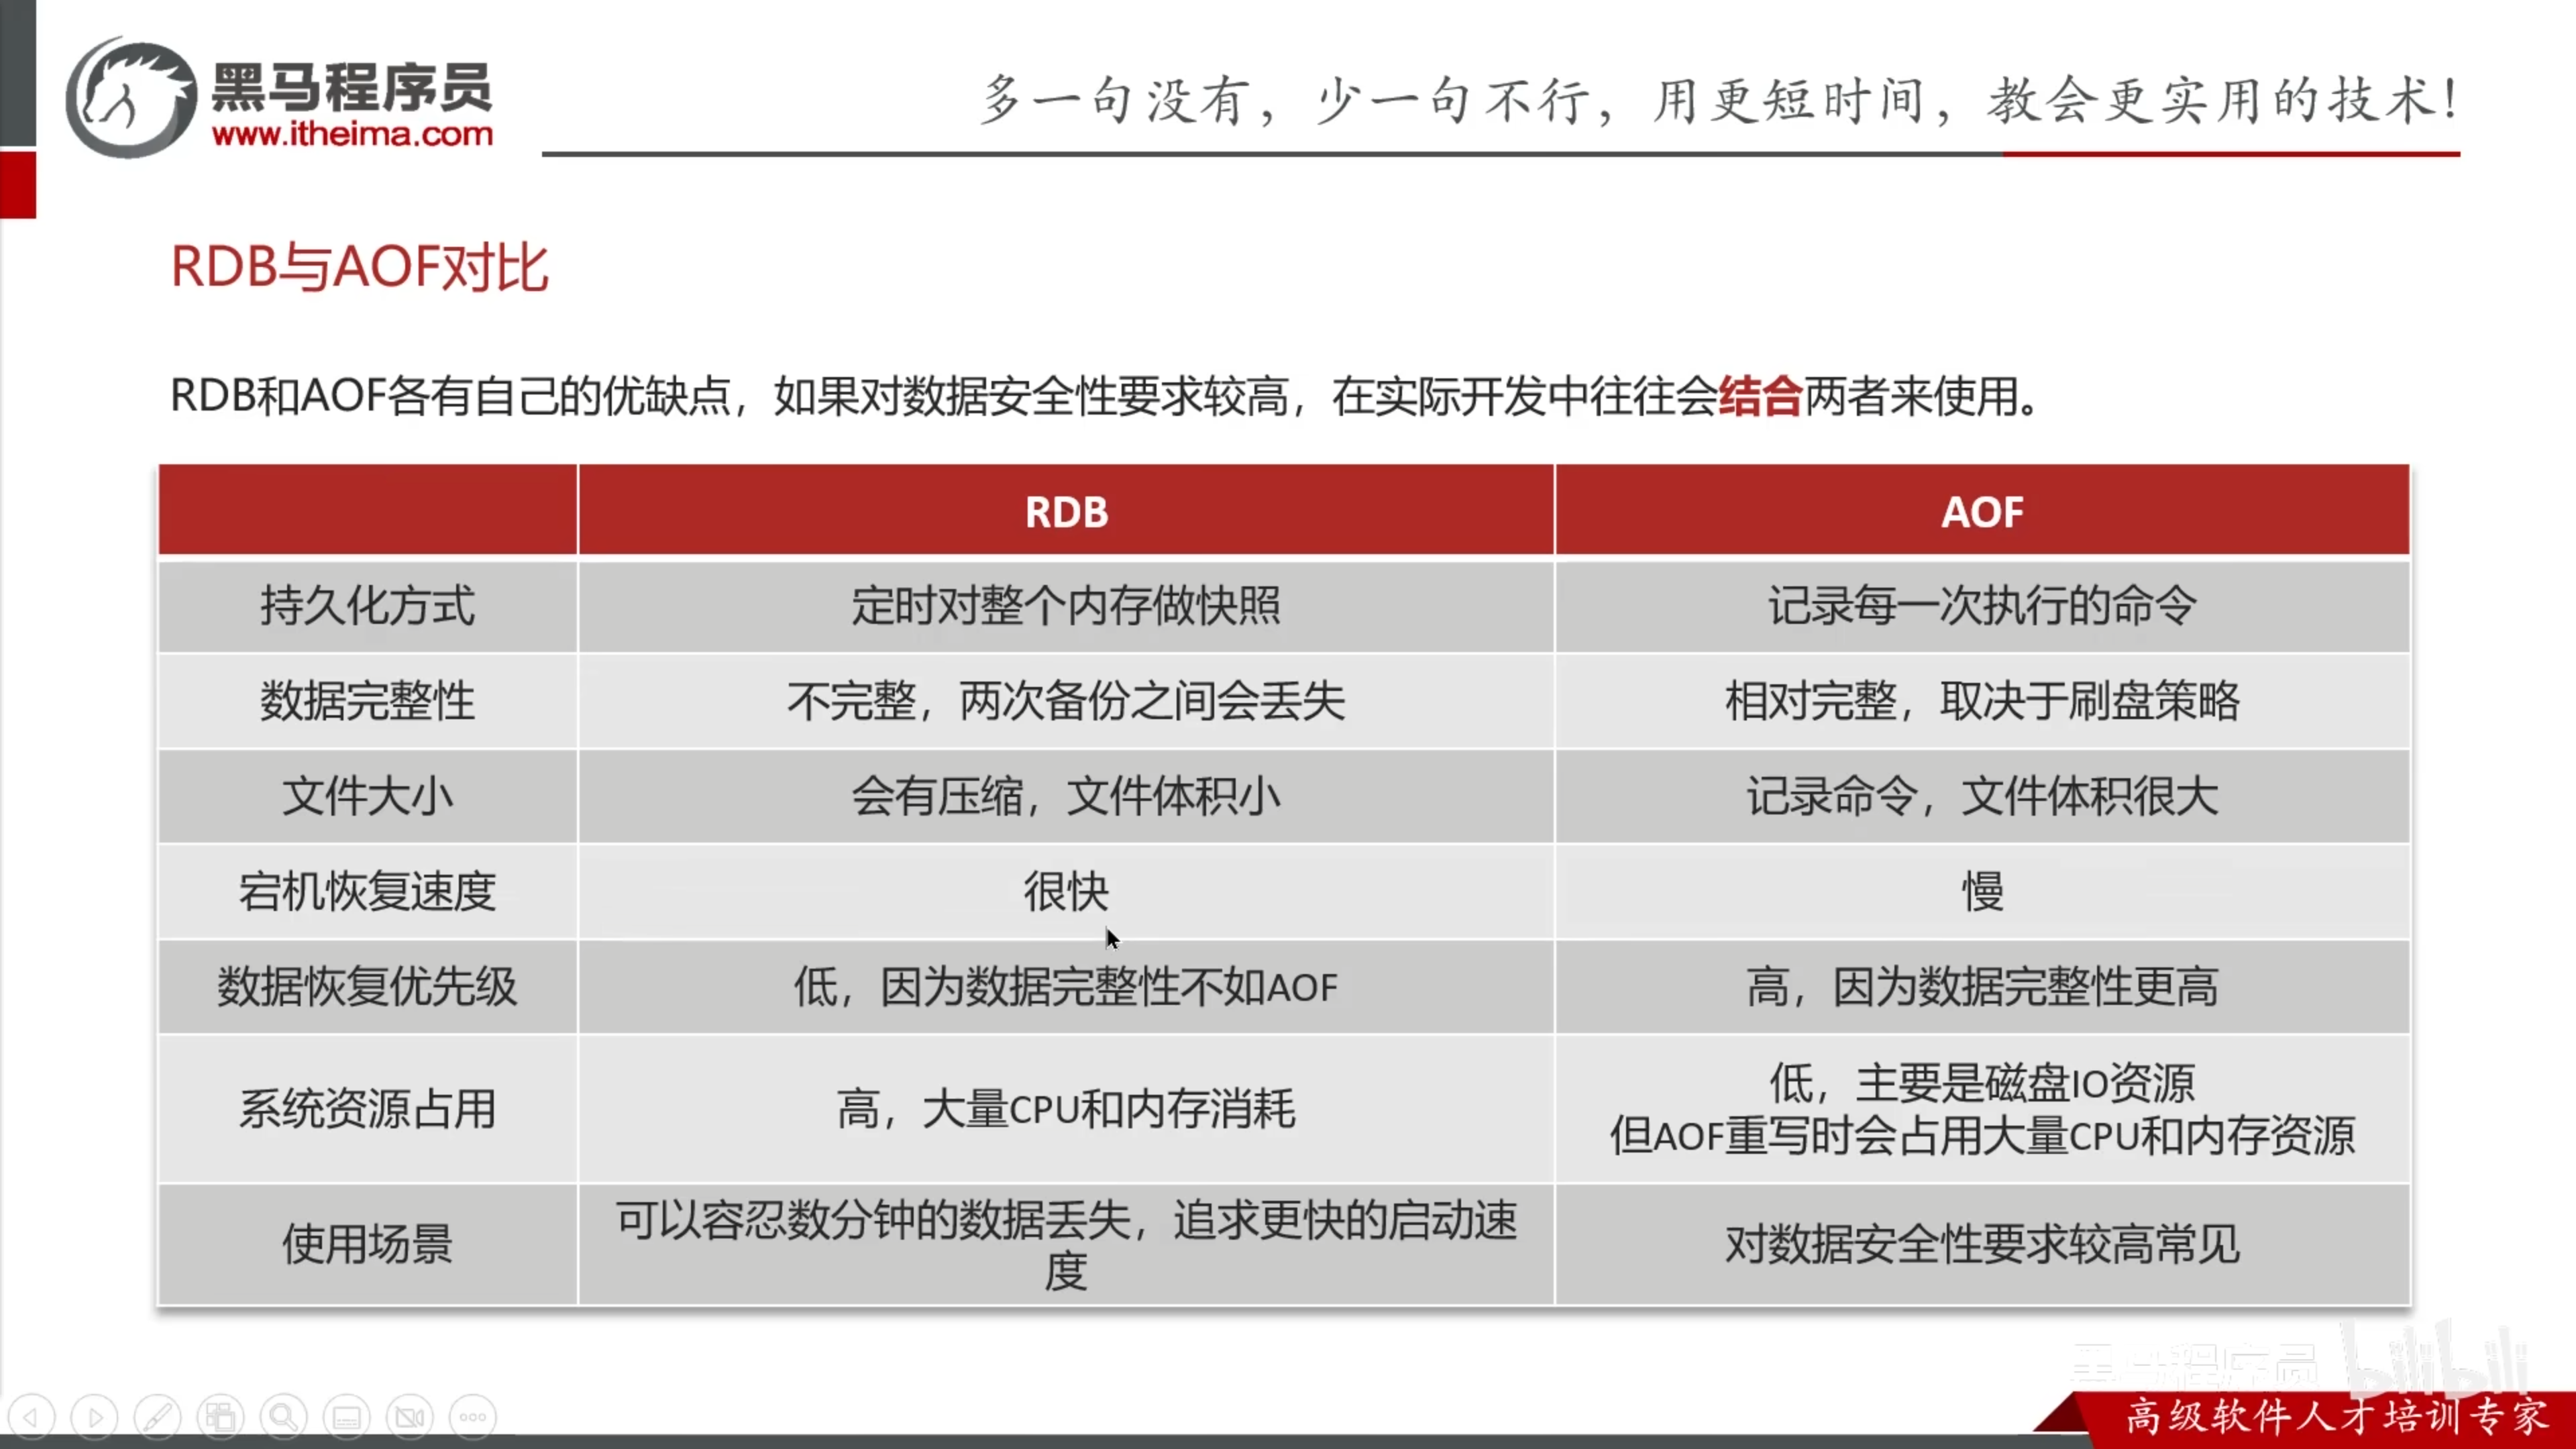 黑马程序员
www.itheima.com
多一句没有，少一句不行，用更短时间，教会更实用的技术！
RDB与AOF对比
RDB和AOF各有自己的优缺点，如果对数据安全性要求较高，在实际开发中往往会结合两者来使用。
RDB AOF
持久化方式 定时对整个内存做快照 记录每一次执行的命令
数据完整性 不完整，两次备份之间会丢失 相对完整，取决于刷盘策略
文件大小 会有压缩，文件体积小 记录命令，文件体积很大
宕机恢复速度 很快 慢
数据恢复优先级 低，因为数据完整性不如AOF 高，因为数据完整性更高
系统资源占用 高，大量CPU和内存消耗 低，主要是磁盘IO资源
但AOF重写时会占用大量CPU和内存资源
使用场景 可以容忍数分钟的数据丢失，追求更快的启动速
度
对数据安全性要求较高常见
黑马程序员 bilibili
高级软件人才培训专家